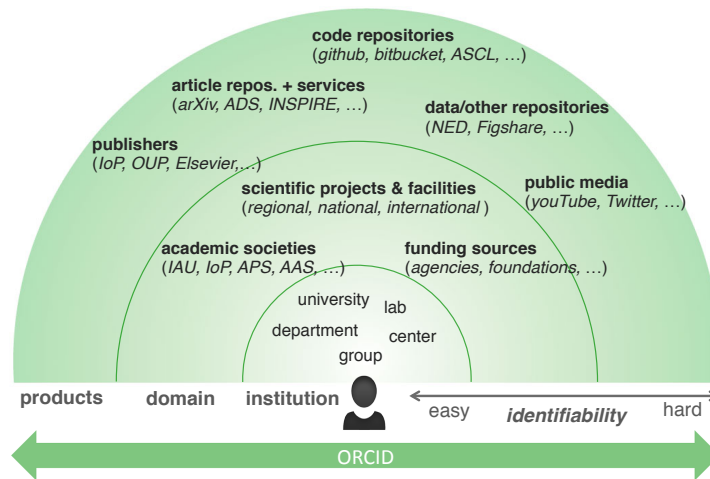 code repositories
(github, bitbucket, ASCL, …)
article repos. + services
(arXiv, ADS, INSPIRE, …)
data/other repositories
(NED, Figshare, …)
publishers
(IoP, OUP, Elsevier,…)
scientific projects & facilities
(regional, national, international )
public media
(youTube, Twitter, …)
academic societies
(IAU, IoP, APS, AAS, …)
funding sources
(agencies, foundations, …)
university
lab
department
center
group
products
domain
institution
easy
identifiability
hard
ORCID